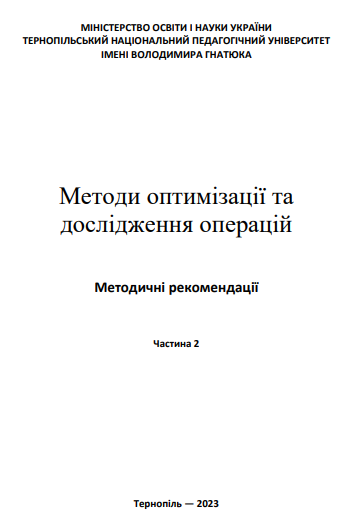 МІНІСТЕРСТВО ОСВІТИ І НАУКИ УКРАЇНИ
ТЕРНОПІЛЬСЬКИЙ НАЦІОНАЛЬНИЙ ПЕДАГОГІЧНИЙ УНІВЕРСИТЕТ
ІМЕНІ ВОЛОДИМИРА ГНАТЮКА
Методи оптимізації та
дослідження операцій
Методичні рекомендації
Частина 2
Тернопіль — 2023